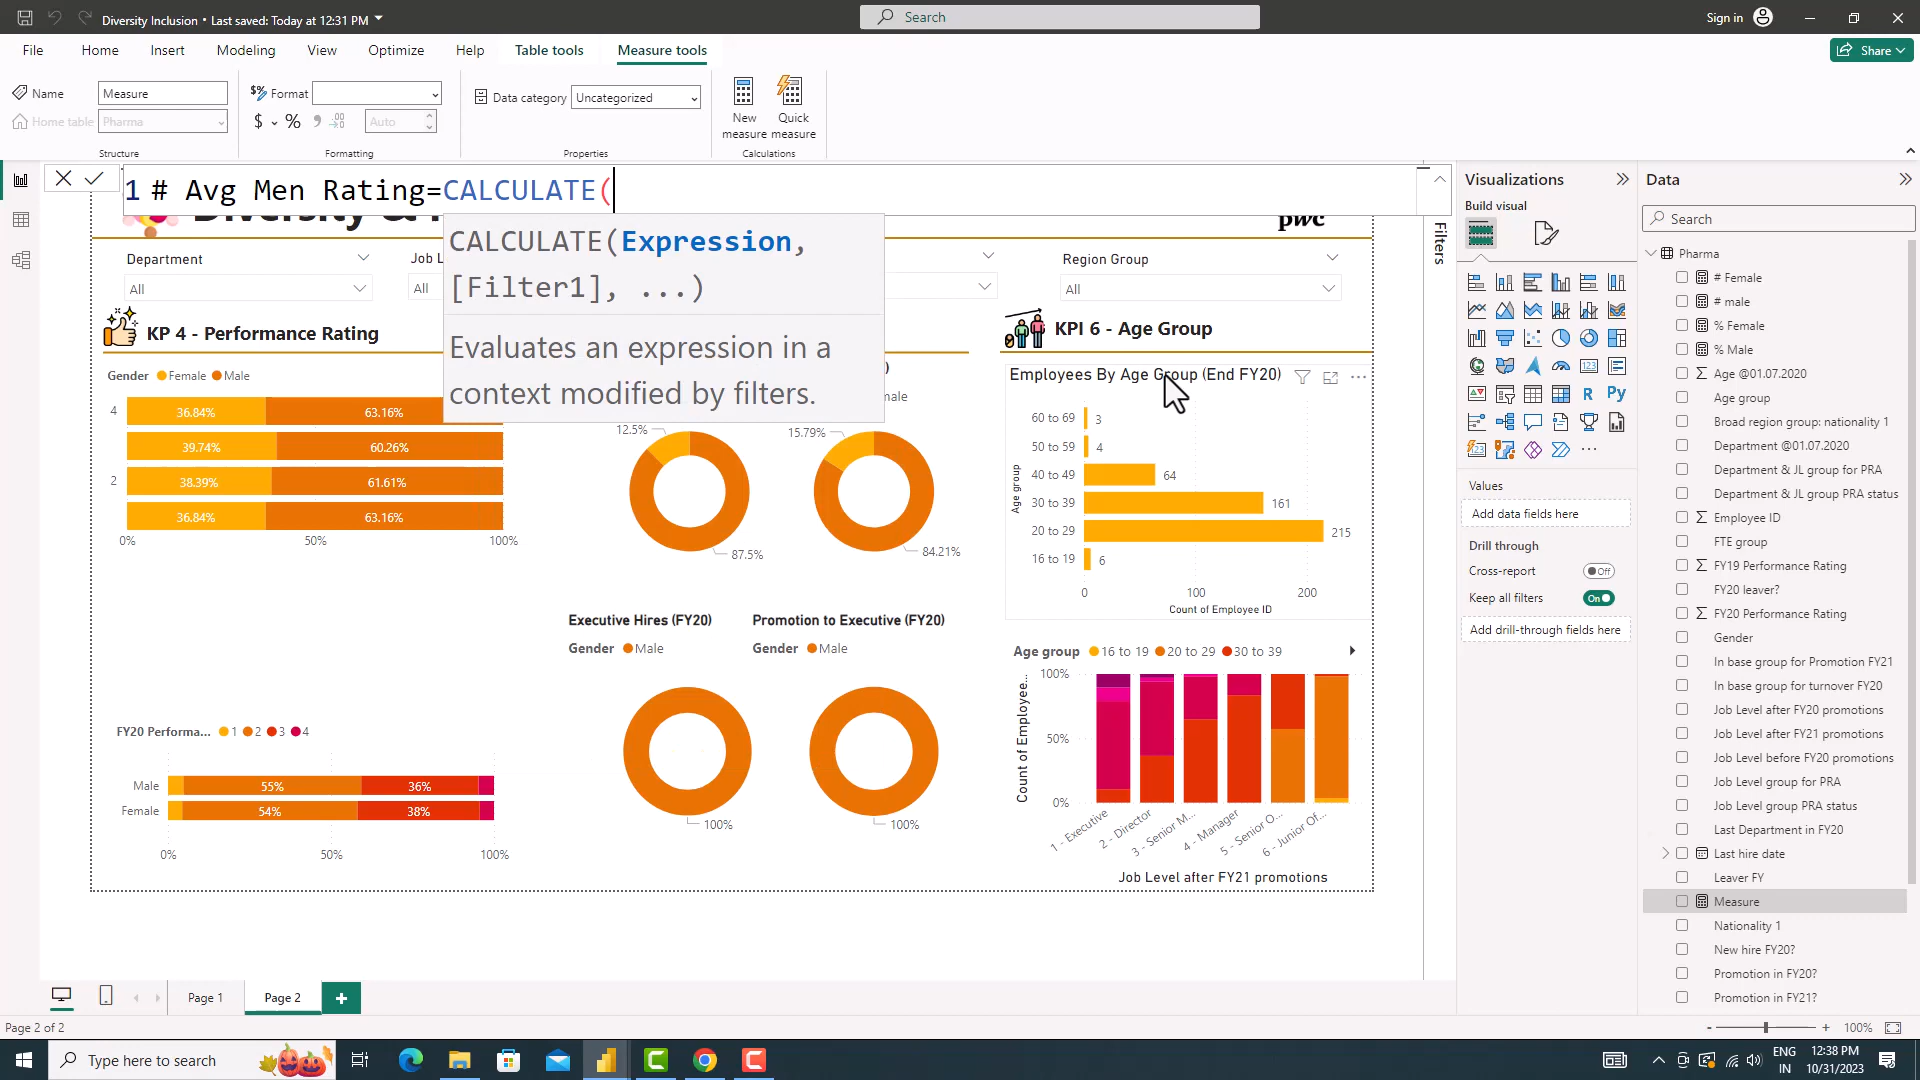 Diversity Inclusion • Last saved: Today at 12:31 PM
Search
Sign in
File
Home
Insert
Modeling
View
Optimize
Help
Table tools
Measure tools
Share
Name
Measure
Home table
Pharma
Structure
Format
$
%
Auto
Formatting
Data category
Uncategorized
Properties
New measure
Quick measure
Calculations
1 # Avg Men Rating=CALCULATE(
CALCULATE(Expression,
[Filter1], ...)
Evaluates an expression in a
context modified by filters.
pwc
Department
All
Job L
All
Region Group
All
KP 4 - Performance Rating
Gender Female Male
4
36.84%
63.16%
39.74%
60.26%
2
38.39%
61.61%
36.84%
63.16%
0%
50%
100%
12.5%
87.5%
15.79%
84.21%
KPI 6 - Age Group
Employees By Age Group (End FY20)
Age group
60 to 69
3
50 to 59
4
40 to 49
64
30 to 39
161
20 to 29
215
16 to 19
6
0
100
200
Count of Employee ID
Executive Hires (FY20)
Gender Male
100%
Promotion to Executive (FY20)
Gender Male
100%
Age group 16 to 19 20 to 29 30 to 39
Count of Employee...
100%
50%
0%
1 - Executive
2 - Director
3 - Senior M...
4 - Manager
5 - Senior O...
6 - Junior Of...
Job Level after FY21 promotions
FY20 Performa... 1 2 3 4
Male
55%
36%
Female
54%
38%
0%
50%
100%
Filters
Visualizations
Build visual
Values
Add data fields here
Drill through
Cross-report
Off
Keep all filters
On
Add drill-through fields here
Data
Search
Pharma
# Female
# male
% Female
% Male
Age @01.07.2020
Age group
Broad region group: nationality 1
Department @01.07.2020
Department & JL group for PRA
Department & JL group PRA status
Employee ID
FTE group
FY19 Performance Rating
FY20 leaver?
FY20 Performance Rating
Gender
In base group for Promotion FY21
In base group for turnover FY20
Job Level after FY20 promotions
Job Level after FY21 promotions
Job Level before FY20 promotions
Job Level group for PRA
Job Level group PRA status
Last Department in FY20
Last hire date
Leaver FY
Measure
Nationality 1
New hire FY20?
Promotion in FY20?
Promotion in FY21?
Page 1
Page 2
Page 2 of 2
100%
Type here to search
ENG
IN
12:38 PM
10/31/2023